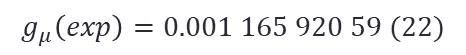 𝑔𝜇(𝑒𝑥𝑝) = 0.001 165 920 59 (22)